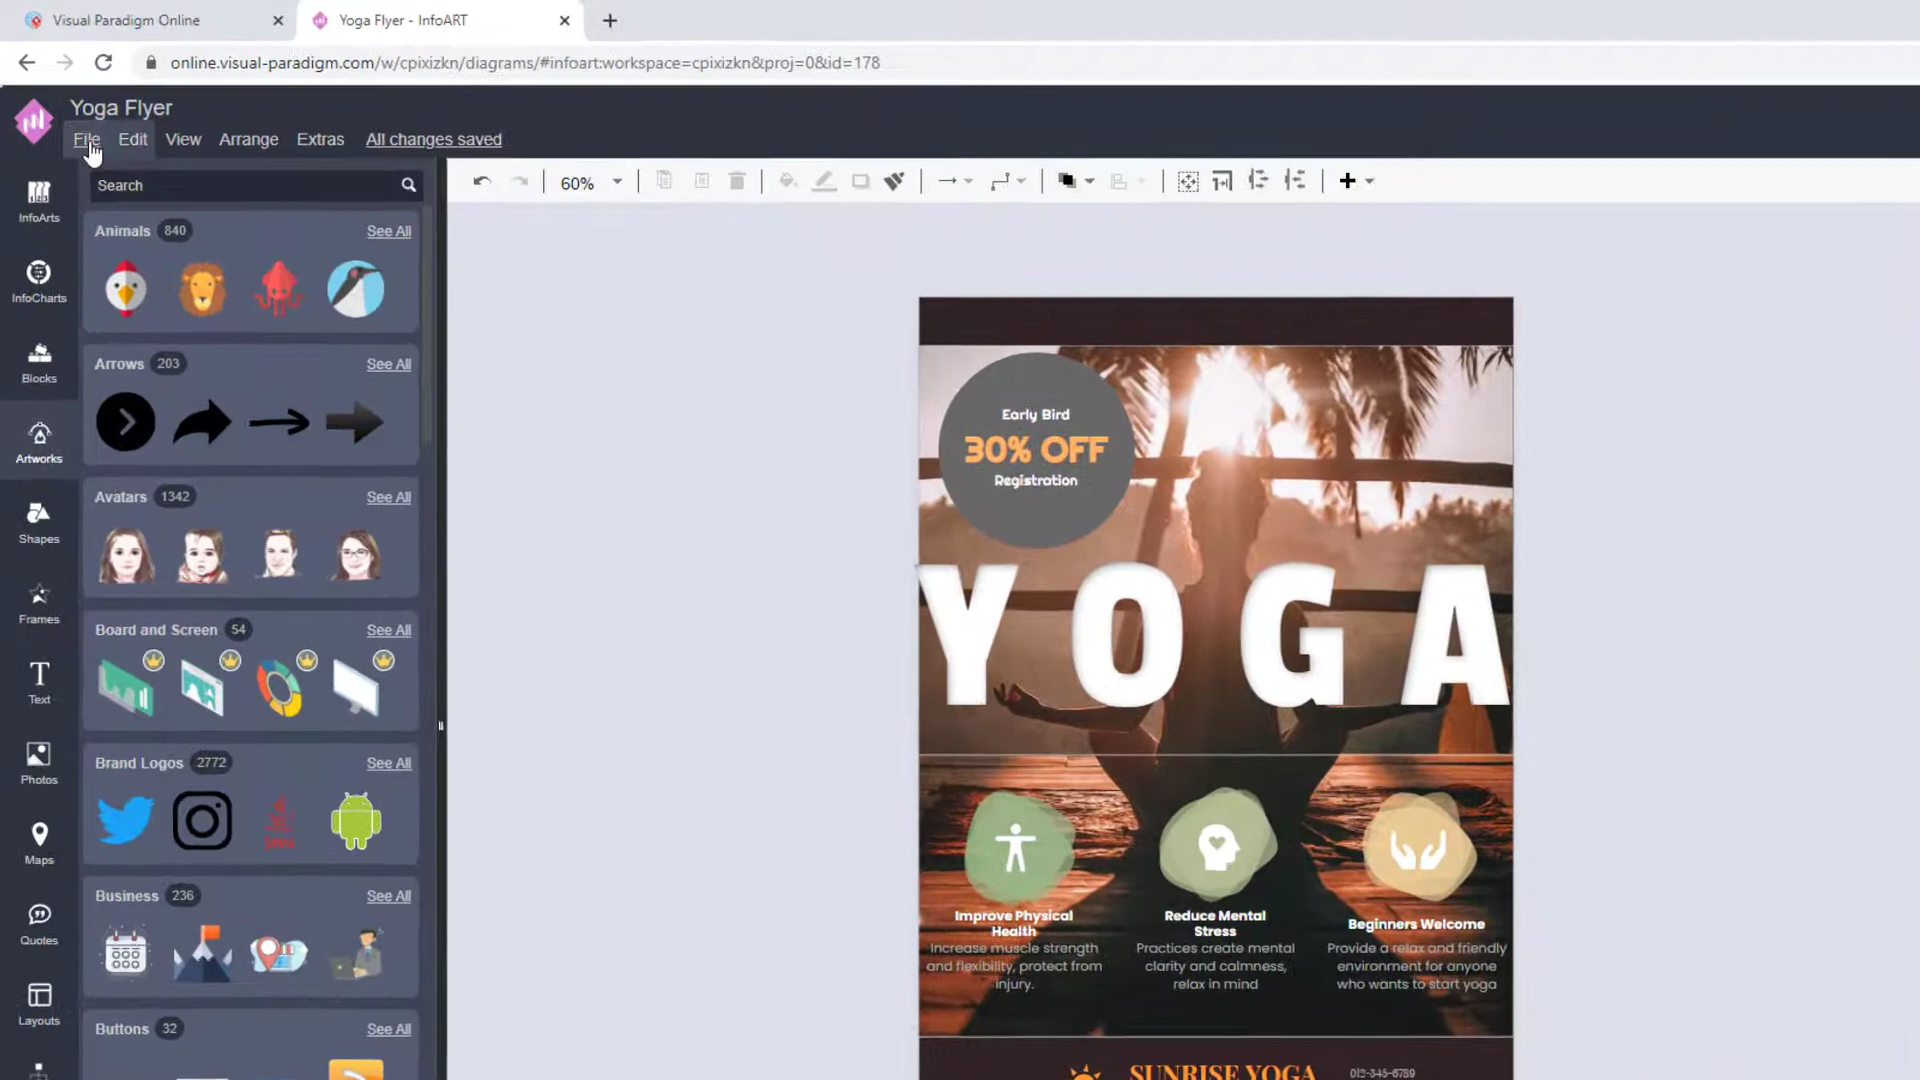 Visual Paradigm Online
Yoga Flyer - InfoART
online.visual-paradigm.com/w/cpixizkn/diagrams/#infoart:workspace=cpixizkn&proj=0&id=178
Yoga Flyer
File Edit View Arrange Extras All changes saved
Search
60%
InfoArts
InfoCharts
Blocks
Artworks
Shapes
Frames
Text
Photos
Maps
Quotes
Layouts
Animals 840 See All
Arrows 203 See All
Avatars 1342 See All
Board and Screen 54 See All
Brand Logos 2772 See All
Java
Business 236 See All
Buttons 32 See All
Early Bird
30% OFF
Registration
YOGA
Improve Physical
Health
Increase muscle strength
and flexibility, protect from
injury.
Reduce Mental
Stress
Practices create mental
clarity and calmness,
relax in mind
Beginners Welcome
Provide a relax and friendly
environment for anyone
who wants to start yoga
SUNRISE YOGA
012-345-6789